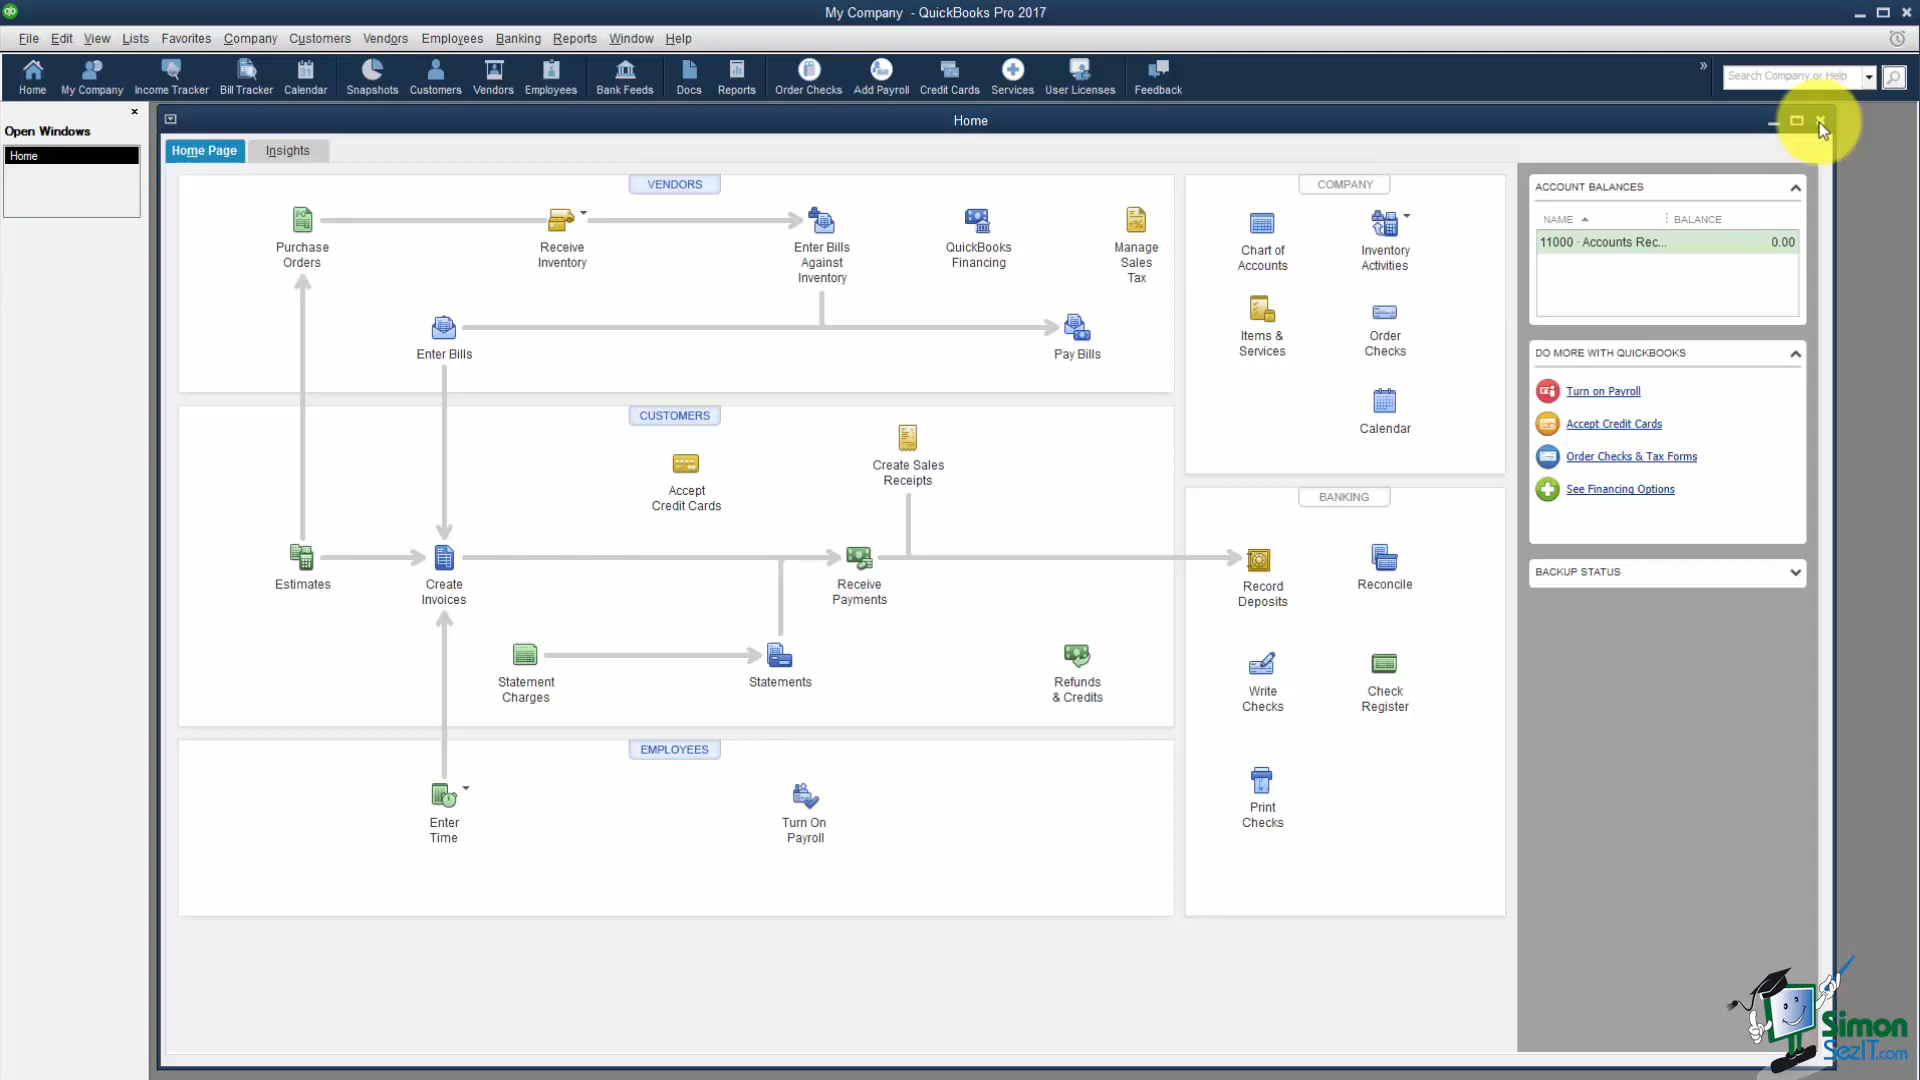 My Company - QuickBooks Pro 2017
File Edit View Lists Favorites Company Customers Vendors Employees Banking Reports Window Help
Home My Company Income Tracker Bill Tracker Calendar Snapshots Customers Vendors Employees Bank Feeds Docs Reports Order Checks Add Payroll Credit Cards Services User Licenses Feedback
Search Company or Help
Open Windows
Home
Home
Home Page Insights
VENDORS
Purchase
Orders
Receive
Inventory
Enter Bills
Against
Inventory
QuickBooks
Financing
Manage
Sales
Tax
Enter Bills
Pay Bills
CUSTOMERS
Create Sales
Receipts
Accept
Credit Cards
Estimates
Create
Invoices
Receive
Payments
Statement
Charges
Statements
Refunds
& Credits
EMPLOYEES
Enter
Time
Turn On
Payroll
COMPANY
Chart of
Accounts
Inventory
Activities
Items &
Services
Order
Checks
Calendar
BANKING
Record
Deposits
Reconcile
Write
Checks
Check
Register
Print
Checks
ACCOUNT BALANCES
NAME BALANCE
11000 · Accounts Rec... 0.00
DO MORE WITH QUICKBOOKS
Turn on Payroll
Accept Credit Cards
Order Checks & Tax Forms
See Financing Options
BACKUP STATUS
Simon
SezIT.com